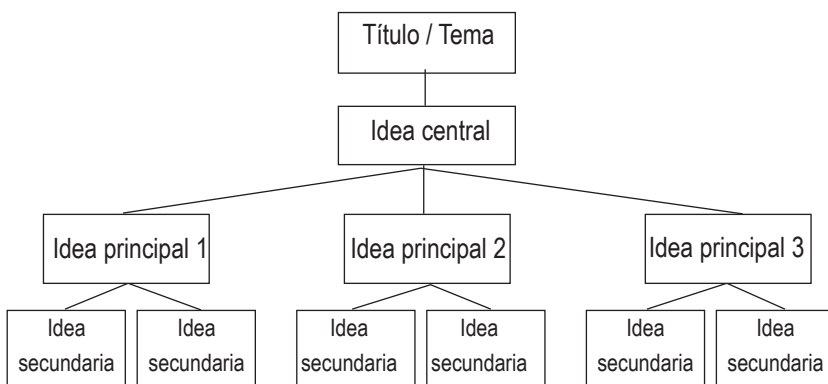 Título / Tema
Idea central
Idea principal 1
Idea principal 2
Idea principal 3
Idea
secundaria
Idea
secundaria
Idea
secundaria
Idea
secundaria
Idea
secundaria
Idea
secundaria